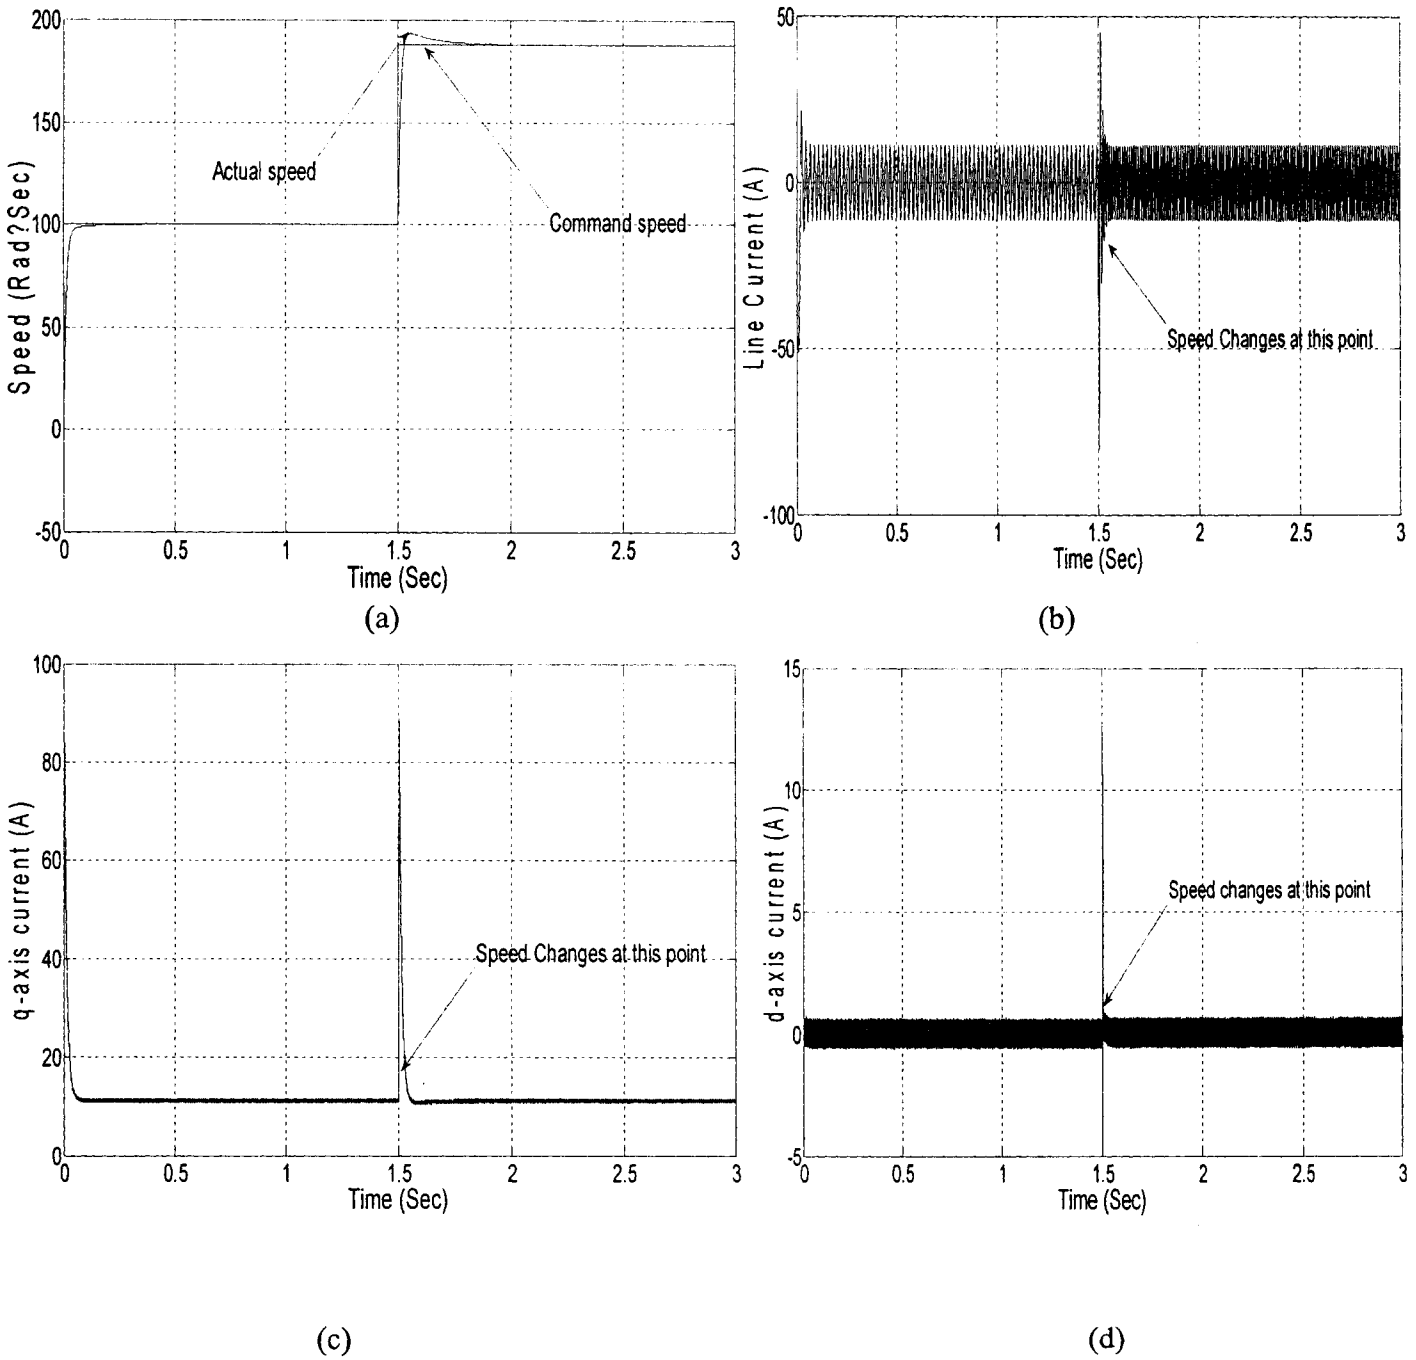 200
150
100
50
0
-50
Speed (Rad?Sec)
Actual speed
Command speed
0 0.5 1 1.5 2 2.5 3
Time (Sec)
(a)
50
0
-50
-100
Line Current (A)
Speed Changes at this point
0 0.5 1 1.5 2 2.5 3
Time (Sec)
(b)
100
80
60
40
20
0
q-axis current (A)
Speed Changes at this point
0 0.5 1 1.5 2 2.5 3
Time (Sec)
(c)
15
10
5
0
-5
d-axis current (A)
Speed changes at this point
0 0.5 1 1.5 2 2.5 3
Time (Sec)
(d)